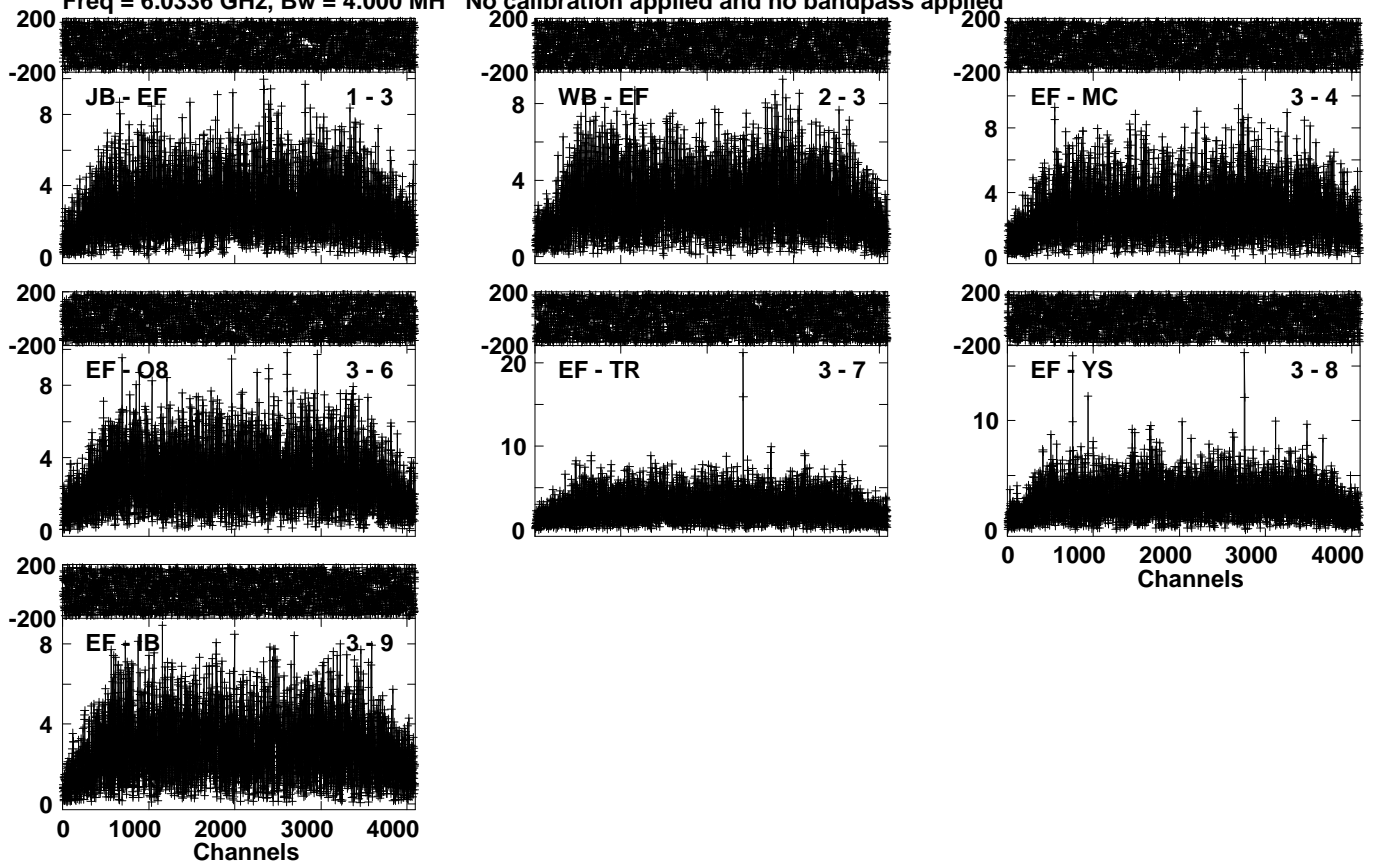 Freq = 6.0336 GHz, Bw = 4.000 MH No calibration applied and no bandpass applied
200 200 200
-200 -200 -200
JB - EF 1 - 3 WB - EF 2 - 3 EF - MC 3 - 4
8 8 8
4 4 4
0 0 0
200 200 200
-200 -200 -200
EF - O8 3 - 6 EF - TR 3 - 7 EF - YS 3 - 8
8 20
4 10 10
0 0 0
0 1000 2000 3000 4000
Channels
200
-200
EF - IB 3 - 9
8
4
0
0 1000 2000 3000 4000
Channels